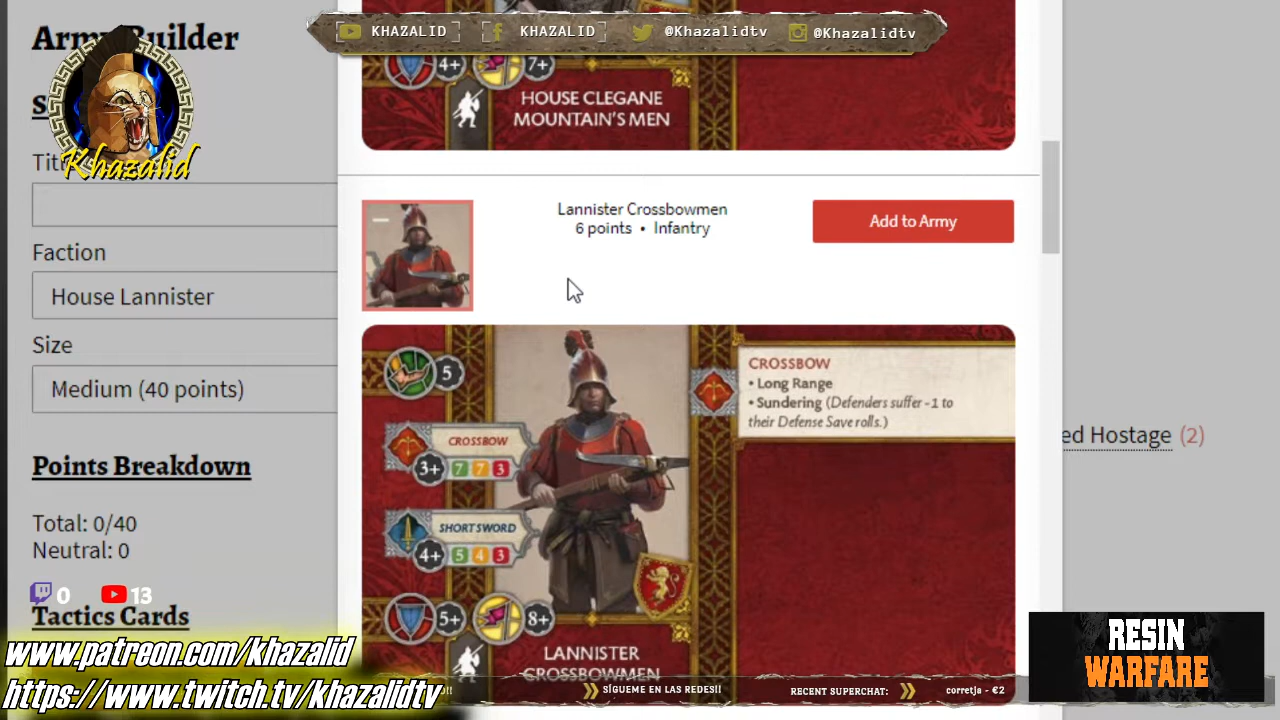 KHAZALID
KHAZALID
@Khazalidtv
@Khazalidtv
Army Builder
Khazalid
Faction
House Lannister
Size
Medium (40 points)
Points Breakdown
Total: 0/40
Neutral: 0
0
13
Tactics Cards
www.patreon.com/khazalid
https://www.twitch.tv/khazalidtv
4+
7+
HOUSE CLEGANE
MOUNTAIN'S MEN
Lannister Crossbowmen
6 points • Infantry
Add to Army
5
CROSSBOW
3+ 7 7 3
SHORTSWORD
4+ 5 4 3
5+
8+
LANNISTER
CROSSBOWMEN
CROSSBOW
• Long Range
• Sundering (Defenders suffer -1 to
their Defense Save rolls.)
ed Hostage (2)
RESIN
WARFARE
SÍGUEME EN LAS REDES!!
RECENT SUPERCHAT:
corretja - €2